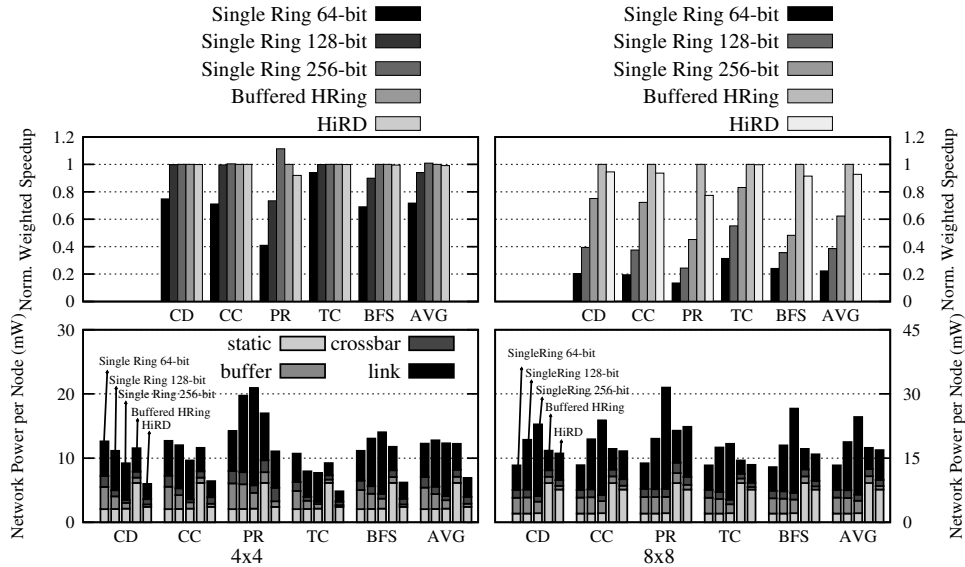 Single Ring 64-bit
Single Ring 128-bit
Single Ring 256-bit
Buffered HRing
HiRD
Single Ring 64-bit
Single Ring 128-bit
Single Ring 256-bit
Buffered HRing
HiRD
Norm. Weighted Speedup
1.2
1
0.8
0.6
0.4
0.2
0
CD CC PR TC BFS AVG
1.2
1
0.8
0.6
0.4
0.2
0
Norm. Weighted Speedup
CD CC PR TC BFS AVG
Network Power per Node (mW)
30
20
10
0
static crossbar
buffer link
Single Ring 64-bit
Single Ring 128-bit
Single Ring 256-bit
Buffered HRing
HiRD
CD CC PR TC BFS AVG
4x4
SingleRing 64-bit
SingleRing 128-bit
SingleRing 256-bit
Buffered HRing
HiRD
45
30
15
0
Network Power per Node (mW)
CD CC PR TC BFS AVG
8x8